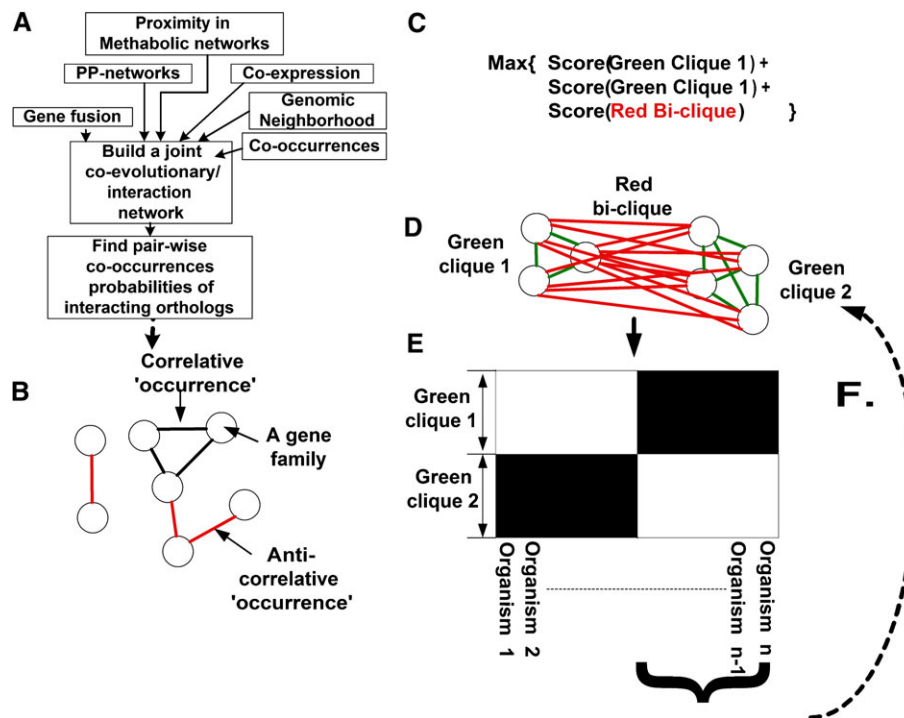 A
Proximity in
Methabolic networks
PP-networks
Co-expression
Gene fusion
Genomic
Neighborhood
Co-occurrences
Build a joint
co-evolutionary/
interaction
network
Find pair-wise
co-occurrences
probabilities of
interacting orthologs
B
Correlative
'occurrence'
A gene
family
Anti-
correlative
'occurrence'
C
Max{ Score(Green Clique 1) +
Score(Green Clique 1) +
Score(Red Bi-clique) }
D
Red
bi-clique
Green
clique 1
Green
clique 2
E
Green
clique 1
Green
clique 2
Organism 1
Organism 2
Organism n-1
Organism n
F.